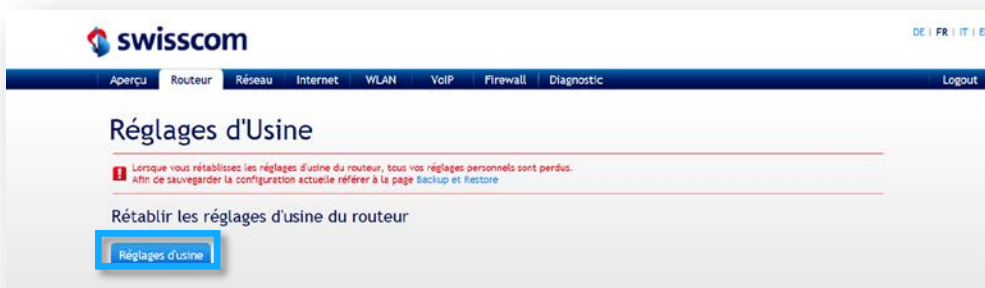 swisscom
DE | FR | IT | E
Aperçu Routeur Réseau Internet WLAN VoIP Firewall Diagnostic Logout
Réglages d'Usine
Lorsque vous rétablissez les réglages d'usine du routeur, tous vos réglages personnels sont perdus.
Afin de sauvegarder la configuration actuelle référer à la page Backup et Restore
Rétablir les réglages d'usine du routeur
Réglages d'usine